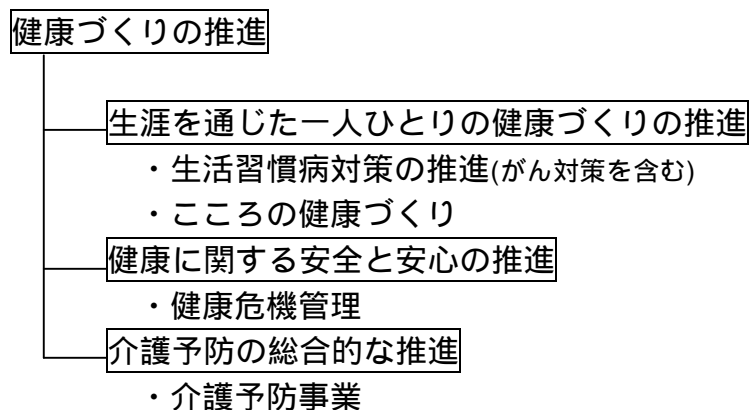 健康づくりの推進
生涯を通じた一人ひとりの健康づくりの推進
・生活習慣病対策の推進(がん対策を含む)
・こころの健康づくり
健康に関する安全と安心の推進
・健康危機管理
介護予防の総合的な推進
・介護予防事業